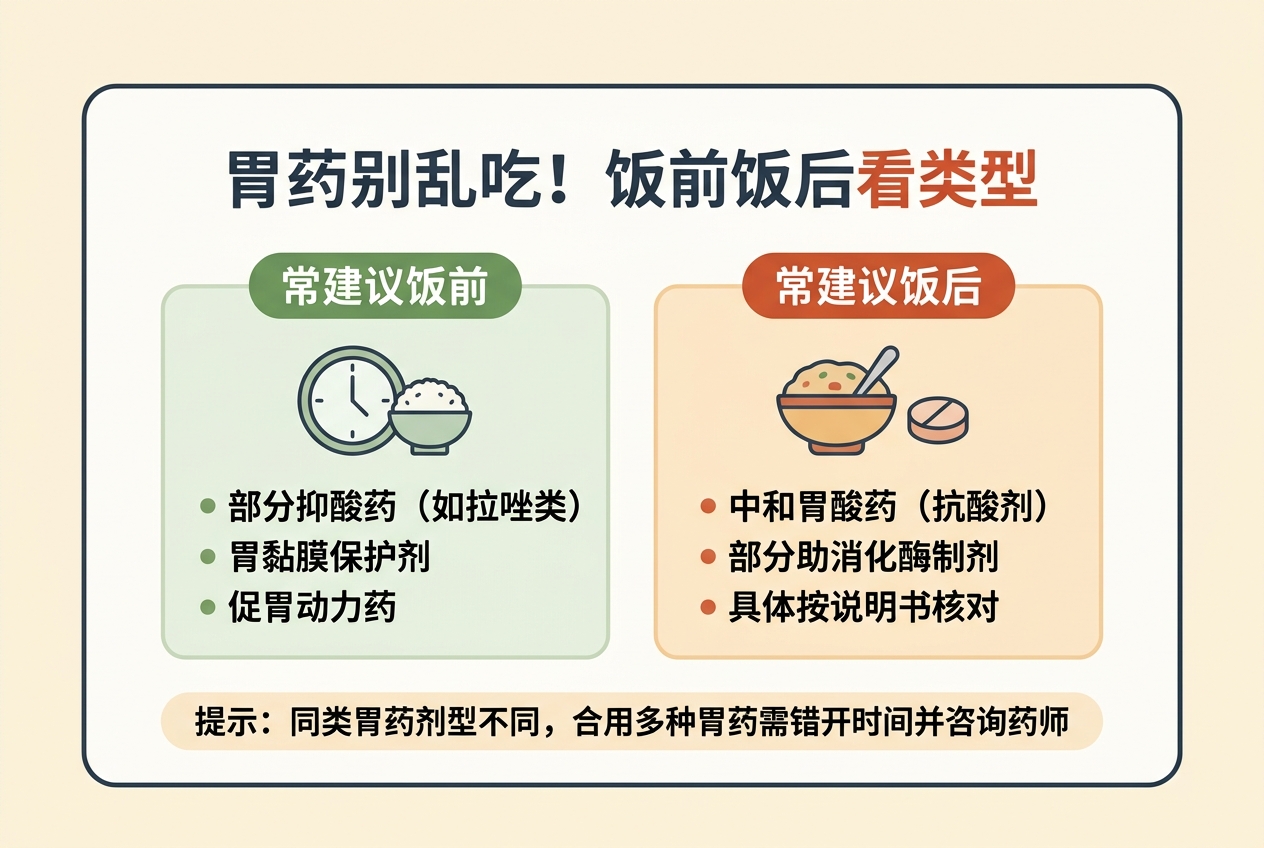 胃药别乱吃！饭前饭后看类型
常建议饭前
部分抑酸药（如拉唑类）
胃黏膜保护剂
促胃动力药
常建议饭后
中和胃酸药（抗酸剂）
部分助消化酶制剂
具体按说明书核对
提示：同类胃药剂型不同，合用多种胃药需错开时间并咨询药师